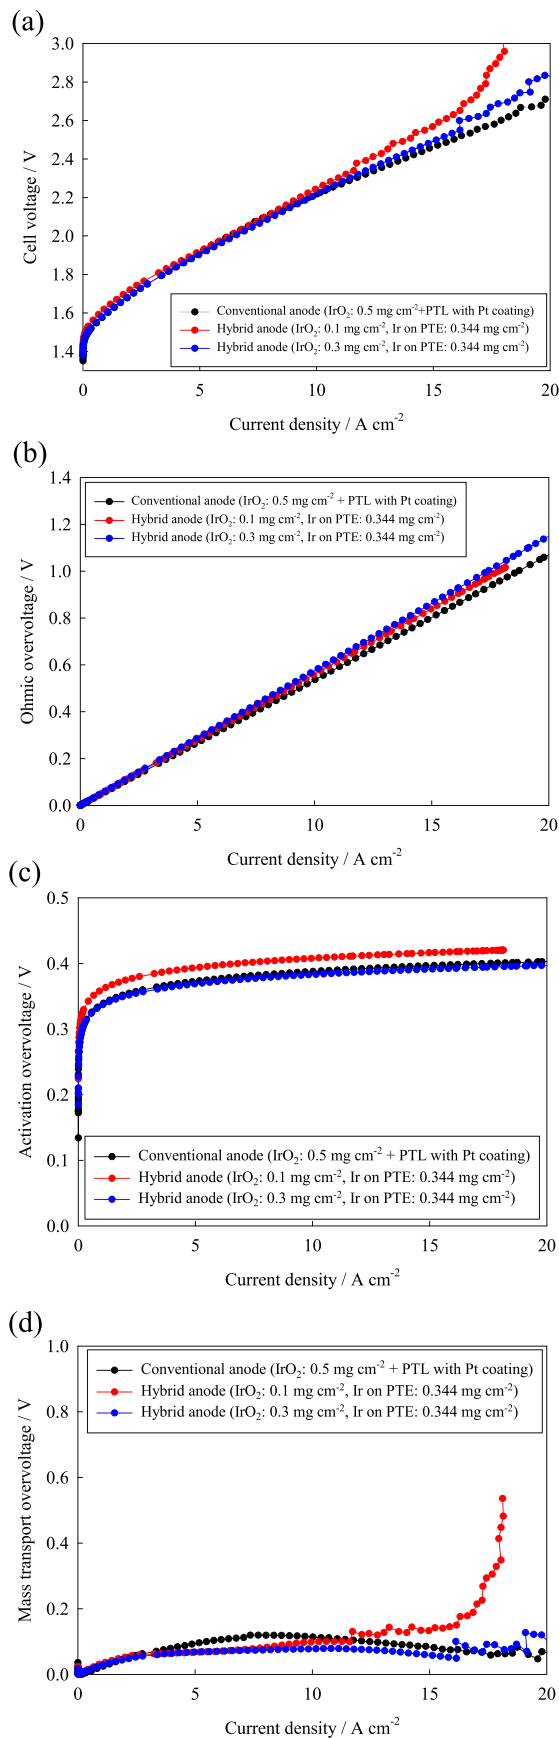 (a)
3.0
2.8
2.6
2.4
2.2
2.0
1.8
1.6
1.4
Cell voltage / V
Conventional anode (IrO₂: 0.5 mg cm⁻²+PTL with Pt coating)
Hybrid anode (IrO₂: 0.1 mg cm⁻², Ir on PTE: 0.344 mg cm⁻²)
Hybrid anode (IrO₂: 0.3 mg cm⁻², Ir on PTE: 0.344 mg cm⁻²)
0 5 10 15 20
Current density / A cm⁻²
(b)
1.4
1.2
1.0
0.8
0.6
0.4
0.2
0.0
Ohmic overvoltage / V
Conventional anode (IrO₂: 0.5 mg cm⁻² + PTL with Pt coating)
Hybrid anode (IrO₂: 0.1 mg cm⁻², Ir on PTE: 0.344 mg cm⁻²)
Hybrid anode (IrO₂: 0.3 mg cm⁻², Ir on PTE: 0.344 mg cm⁻²)
0 5 10 15 20
Current density / A cm⁻²
(c)
0.5
0.4
0.3
0.2
0.1
0.0
Activation overvoltage / V
Conventional anode (IrO₂: 0.5 mg cm⁻² + PTL with Pt coating)
Hybrid anode (IrO₂: 0.1 mg cm⁻², Ir on PTE: 0.344 mg cm⁻²)
Hybrid anode (IrO₂: 0.3 mg cm⁻², Ir on PTE: 0.344 mg cm⁻²)
0 5 10 15 20
Current density / A cm⁻²
(d)
1.0
0.8
0.6
0.4
0.2
0.0
Mass transport overvoltage / V
Conventional anode (IrO₂: 0.5 mg cm⁻² + PTL with Pt coating)
Hybrid anode (IrO₂: 0.1 mg cm⁻², Ir on PTE: 0.344 mg cm⁻²)
Hybrid anode (IrO₂: 0.3 mg cm⁻², Ir on PTE: 0.344 mg cm⁻²)
0 5 10 15 20
Current density / A cm⁻²